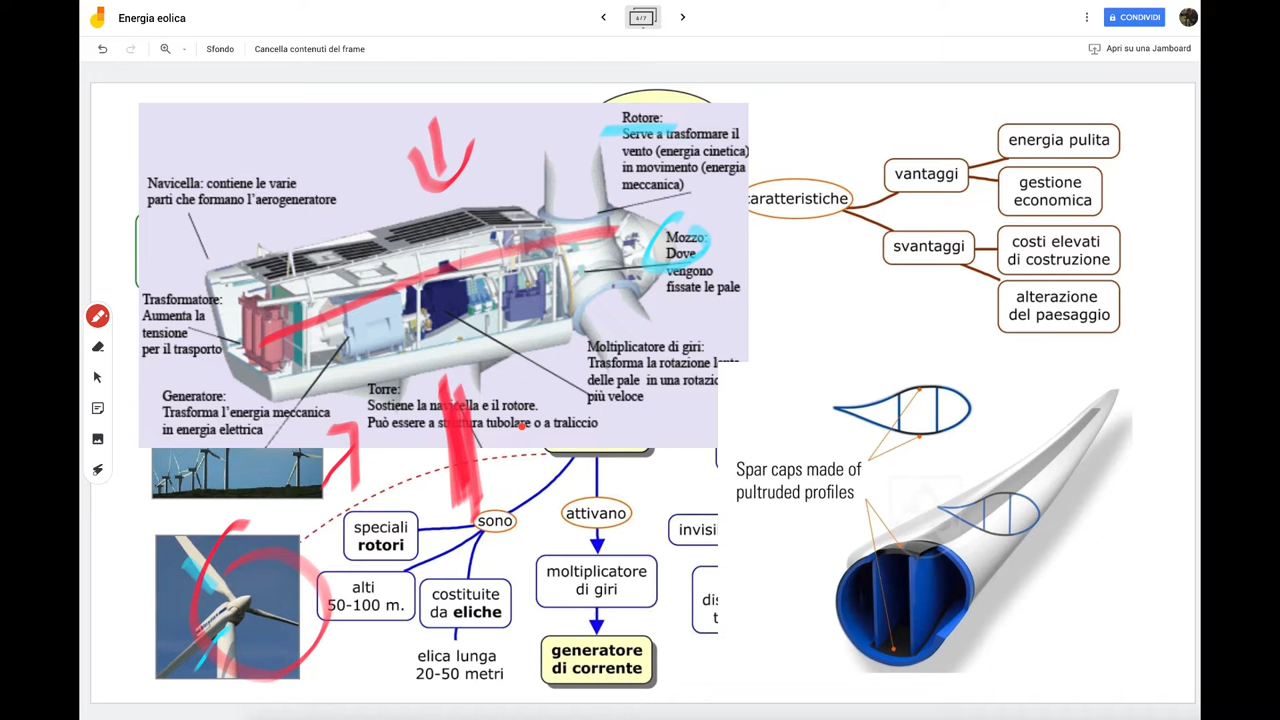 Energia eolica
6 / 7
CONDIVIDI
Sfondo
Cancella contenuti del frame
Apri su una Jamboard
Rotore:
Serve a trasformare il
vento (energia cinetica)
in movimento (energia
meccanica)
Navicella: contiene le varie
parti che formano l'aerogeneratore
Mozzo:
Dove
vengono
fissate le pale
Trasformatore:
Aumenta la
tensione
per il trasporto
Moltiplicatore di giri:
Trasforma la rotazione
delle pale in una
più veloce
Generatore:
Trasforma l'energia meccanica
in energia elettrica
Torre:
Sostiene la navicella e il rotore.
Può essere a struttura tubolare o a traliccio
caratteristiche
vantaggi
energia pulita
gestione
economica
svantaggi
costi elevati
di costruzione
alterazione
del paesaggio
Spar caps made of
pultruded profiles
sono
speciali
rotori
alti
50-100 m.
costituite
da eliche
elica lunga
20-50 metri
attivano
moltiplicatore
di giri
generatore
di corrente